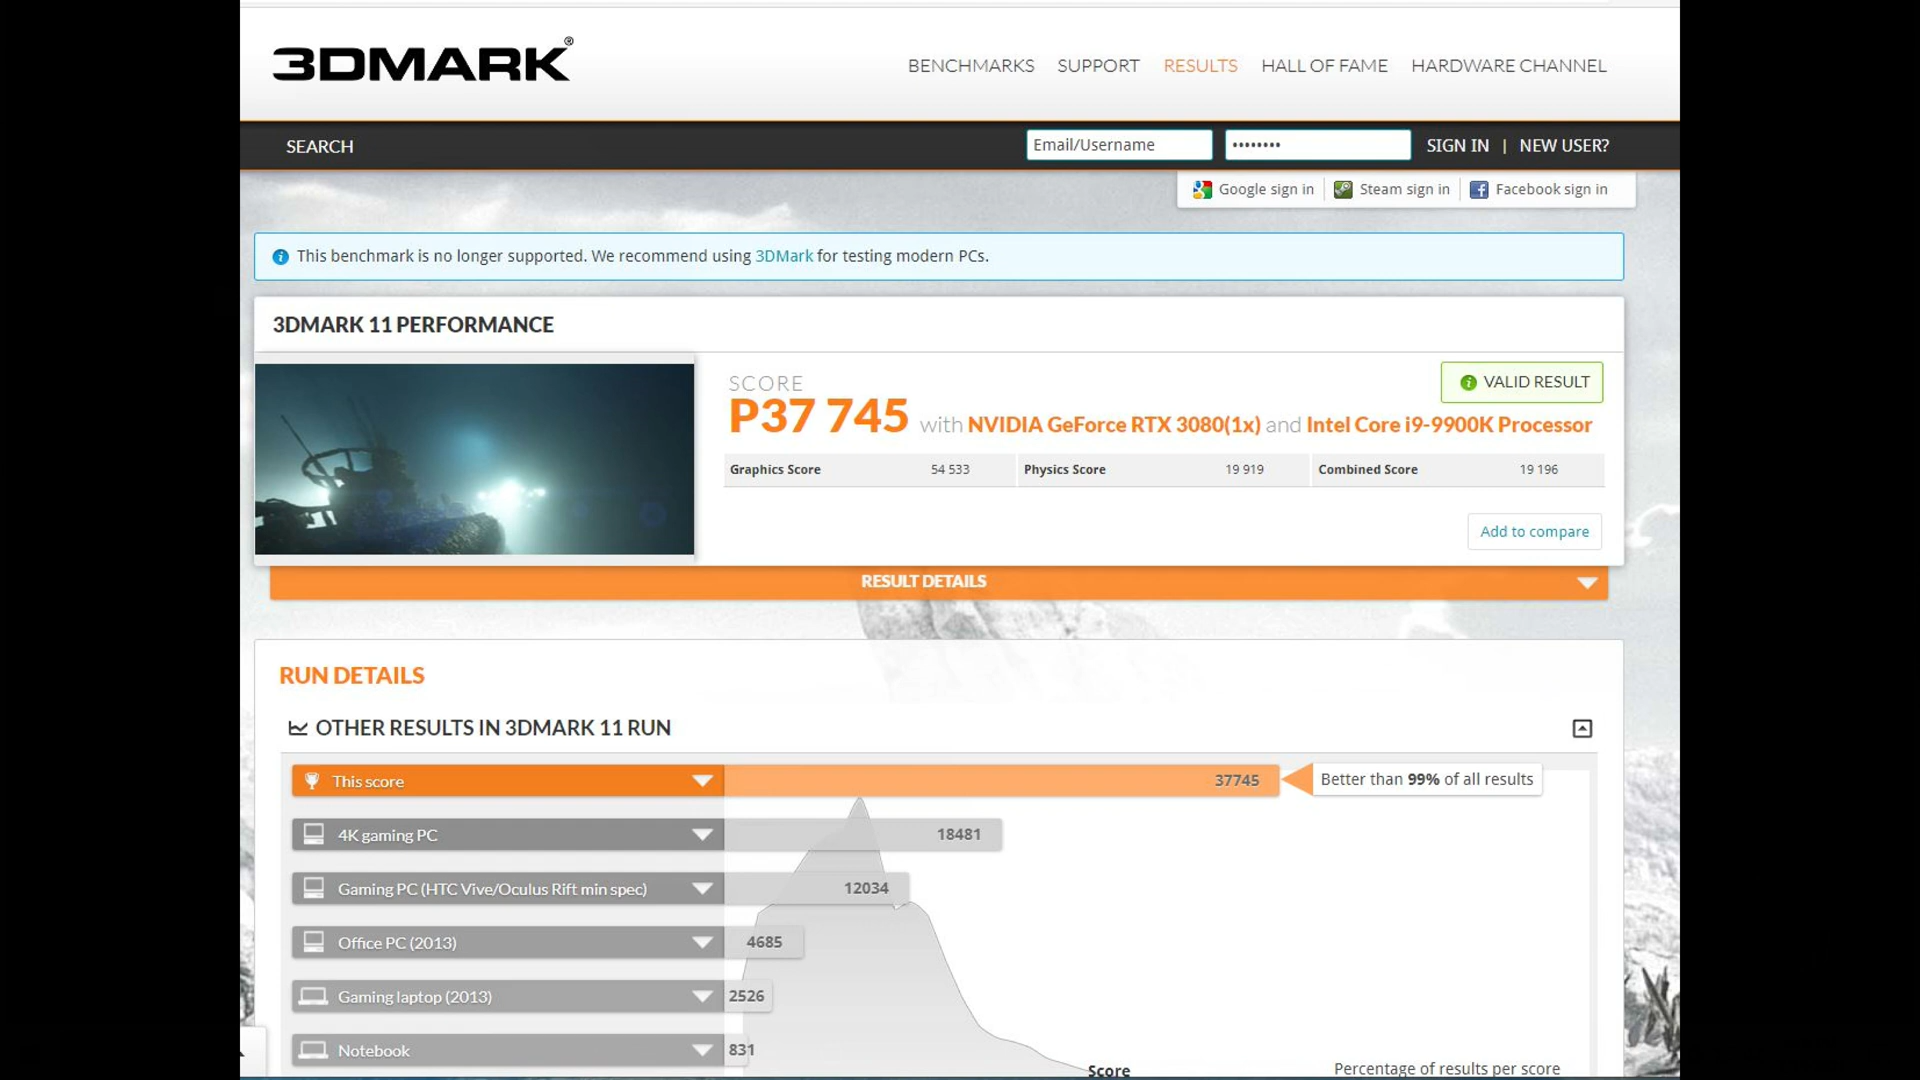 3DMARK®
BENCHMARKS SUPPORT RESULTS HALL OF FAME HARDWARE CHANNEL
SEARCH
Email/Username •••••••• SIGN IN | NEW USER?
Google sign in Steam sign in Facebook sign in
This benchmark is no longer supported. We recommend using 3DMark for testing modern PCs.
3DMARK 11 PERFORMANCE
SCORE
VALID RESULT
P37 745 with NVIDIA GeForce RTX 3080(1x) and Intel Core i9-9900K Processor
Graphics Score 54 533 Physics Score 19 919 Combined Score 19 196
Add to compare
RESULT DETAILS
RUN DETAILS
OTHER RESULTS IN 3DMARK 11 RUN
This score 37745 Better than 99% of all results
4K gaming PC 18481
Gaming PC (HTC Vive/Oculus Rift min spec) 12034
Office PC (2013) 4685
Gaming laptop (2013) 2526
Notebook 831
Score Percentage of results per score